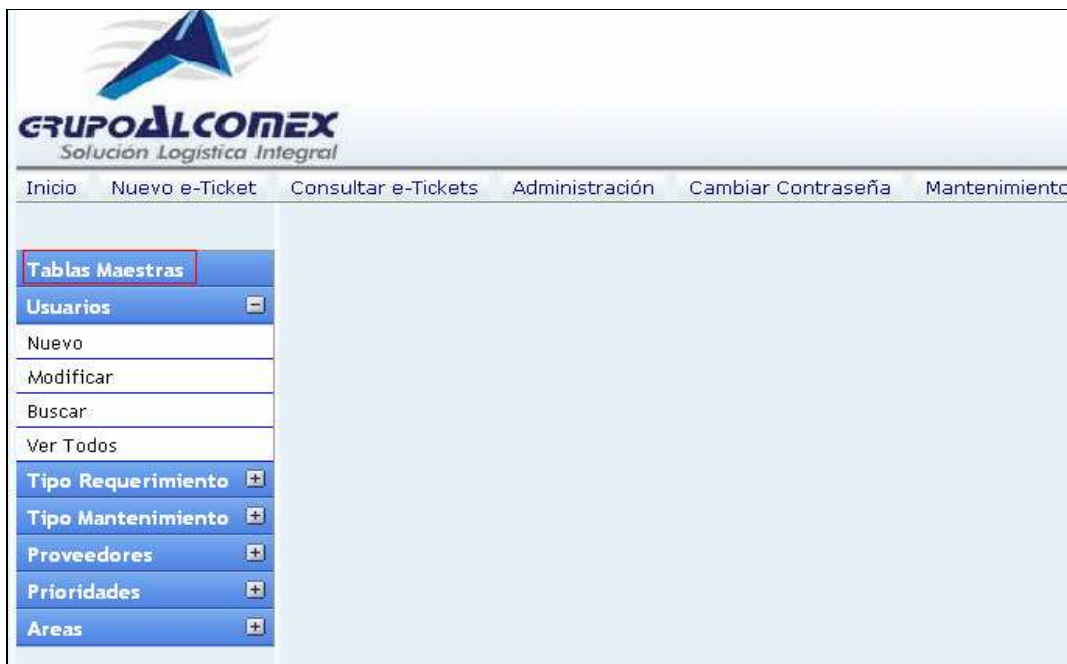 GRUPOALCOMEX
Solución Logística Integral
Inicio Nuevo e-Ticket Consultar e-Tickets Administración Cambiar Contraseña Mantenimiento
Tablas Maestras
Usuarios
Nuevo
Modificar
Buscar
Ver Todos
Tipo Requerimiento
Tipo Mantenimiento
Proveedores
Prioridades
Areas